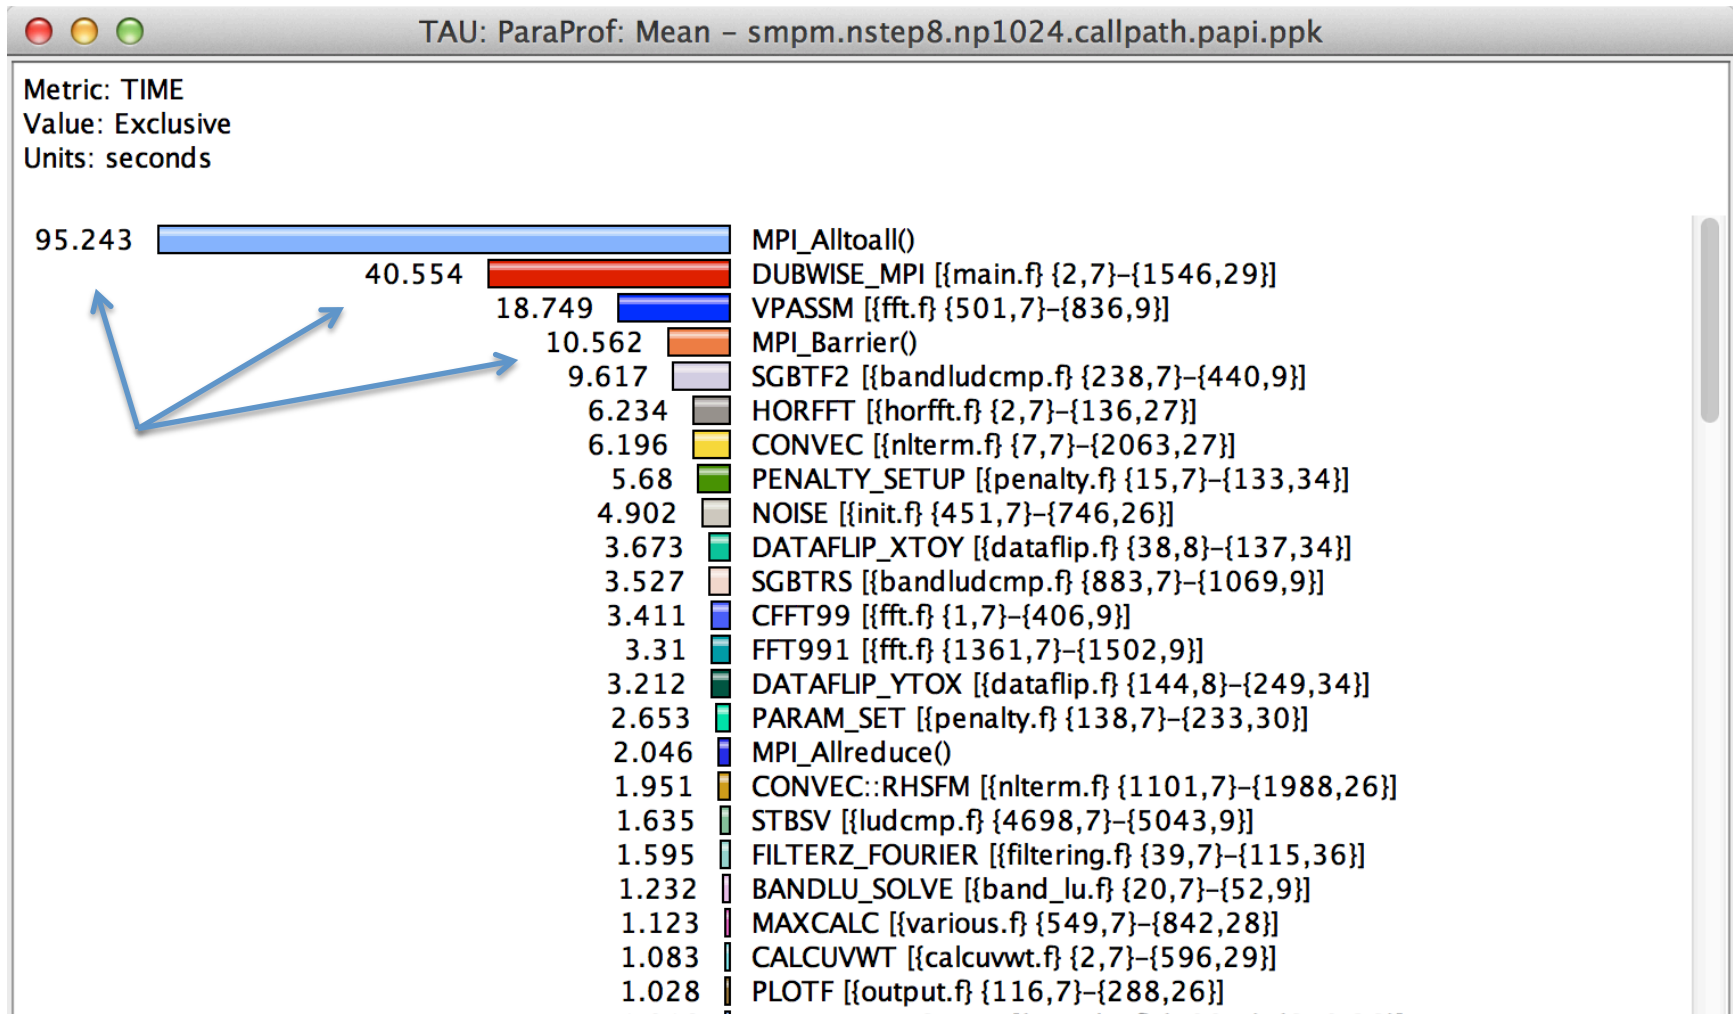 TAU: ParaProf: Mean – smpm.nstep8.np1024.callpath.papi.ppk
Metric: TIME
Value: Exclusive
Units: seconds
95.243 MPI_Alltoall()
40.554 DUBWISE_MPI [{main.f} {2,7}–{1546,29}]
18.749 VPASSM [{fft.f} {501,7}–{836,9}]
10.562 MPI_Barrier()
9.617 SGBTF2 [{bandludcmp.f} {238,7}–{440,9}]
6.234 HORFFT [{horfft.f} {2,7}–{136,27}]
6.196 CONVEC [{nlterm.f} {7,7}–{2063,27}]
5.68 PENALTY_SETUP [{penalty.f} {15,7}–{133,34}]
4.902 NOISE [{init.f} {451,7}–{746,26}]
3.673 DATAFLIP_XTOY [{dataflip.f} {38,8}–{137,34}]
3.527 SGBTRS [{bandludcmp.f} {883,7}–{1069,9}]
3.411 CFFT99 [{fft.f} {1,7}–{406,9}]
3.31 FFT991 [{fft.f} {1361,7}–{1502,9}]
3.212 DATAFLIP_YTOX [{dataflip.f} {144,8}–{249,34}]
2.653 PARAM_SET [{penalty.f} {138,7}–{233,30}]
2.046 MPI_Allreduce()
1.951 CONVEC::RHSFM [{nlterm.f} {1101,7}–{1988,26}]
1.635 STBSV [{ludcmp.f} {4698,7}–{5043,9}]
1.595 FILTERZ_FOURIER [{filtering.f} {39,7}–{115,36}]
1.232 BANDLU_SOLVE [{band_lu.f} {20,7}–{52,9}]
1.123 MAXCALC [{various.f} {549,7}–{842,28}]
1.083 CALCUVWT [{calcuvwt.f} {2,7}–{596,29}]
1.028 PLOTF [{output.f} {116,7}–{288,26}]